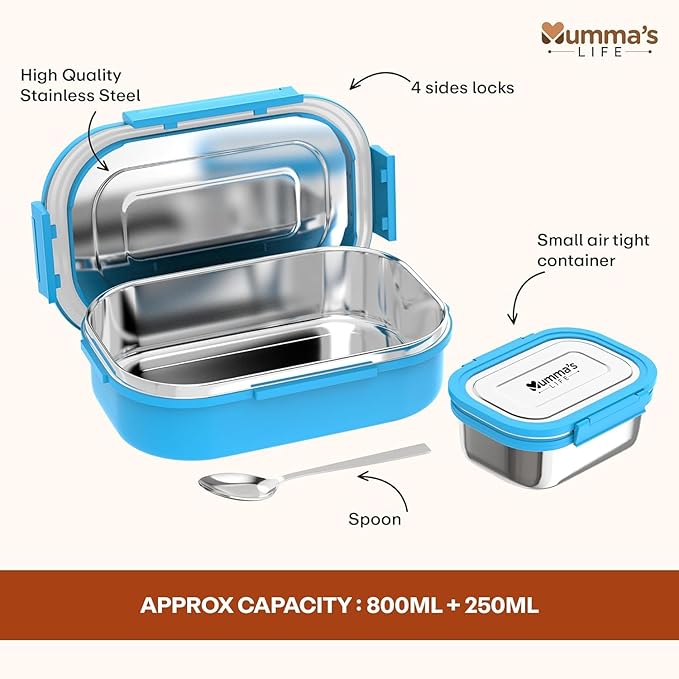 Mumma's
LIFE
High Quality
Stainless Steel
4 sides locks
Small air tight
container
Mumma's
LIFE
Spoon
APPROX CAPACITY : 800ML + 250ML